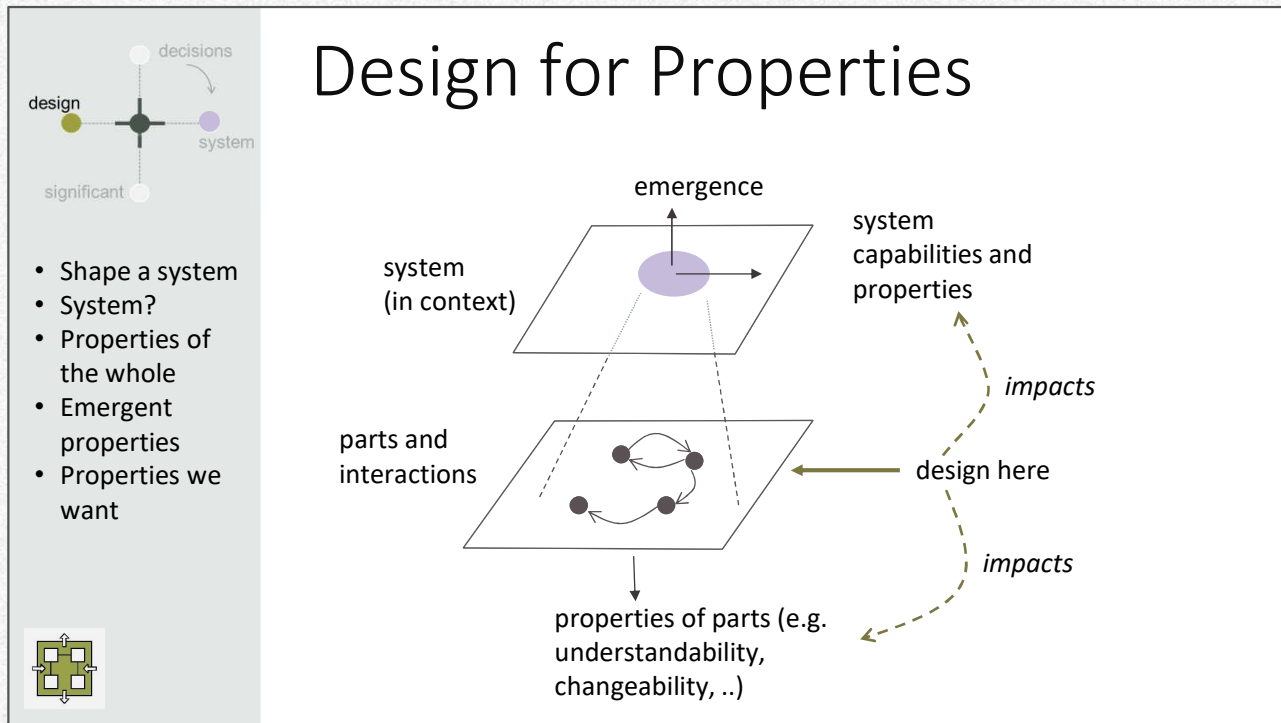 Design for Properties
decisions
design
system
significant
• Shape a system
• System?
• Properties of
the whole
• Emergent
properties
• Properties we
want
emergence
system
(in context)
system
capabilities and
properties
impacts
parts and
interactions
design here
impacts
properties of parts (e.g.
understandability,
changeability, ..)